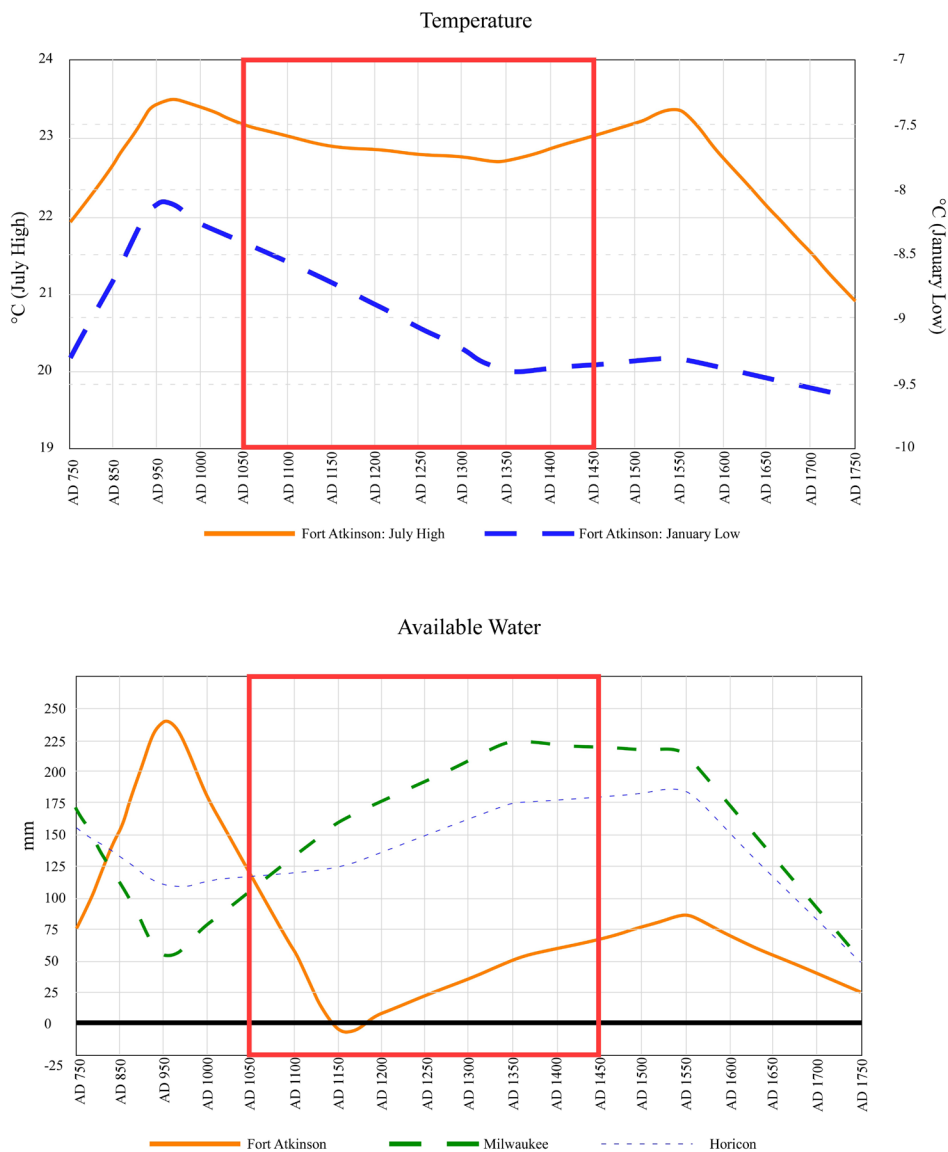 Temperature
24
23
22
21
20
19
°C (July High)
-7
-7.5
-8
-8.5
-9
-9.5
-10
°C (January Low)
AD 750
AD 850
AD 950
AD 1000
AD 1050
AD 1100
AD 1150
AD 1200
AD 1250
AD 1300
AD 1350
AD 1400
AD 1450
AD 1500
AD 1550
AD 1600
AD 1650
AD 1700
AD 1750
Fort Atkinson: July High
Fort Atkinson: January Low
Available Water
250
225
200
175
150
125
100
75
50
25
0
-25
mm
AD 750
AD 850
AD 950
AD 1000
AD 1050
AD 1100
AD 1150
AD 1200
AD 1250
AD 1300
AD 1350
AD 1400
AD 1450
AD 1500
AD 1550
AD 1600
AD 1650
AD 1700
AD 1750
Fort Atkinson
Milwaukee
Horicon